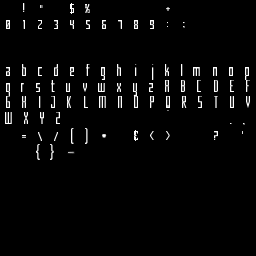 ! " $ % +
0 1 2 3 4 5 6 7 8 9 : ;
a b c d e f g h i j k l m n o p
q r s t u v w x y z A B C D E F
G H I J K L M N O P Q R S T U V
W X Y Z . ,
= \ / [ ] * ( ) ? '
{ } ~